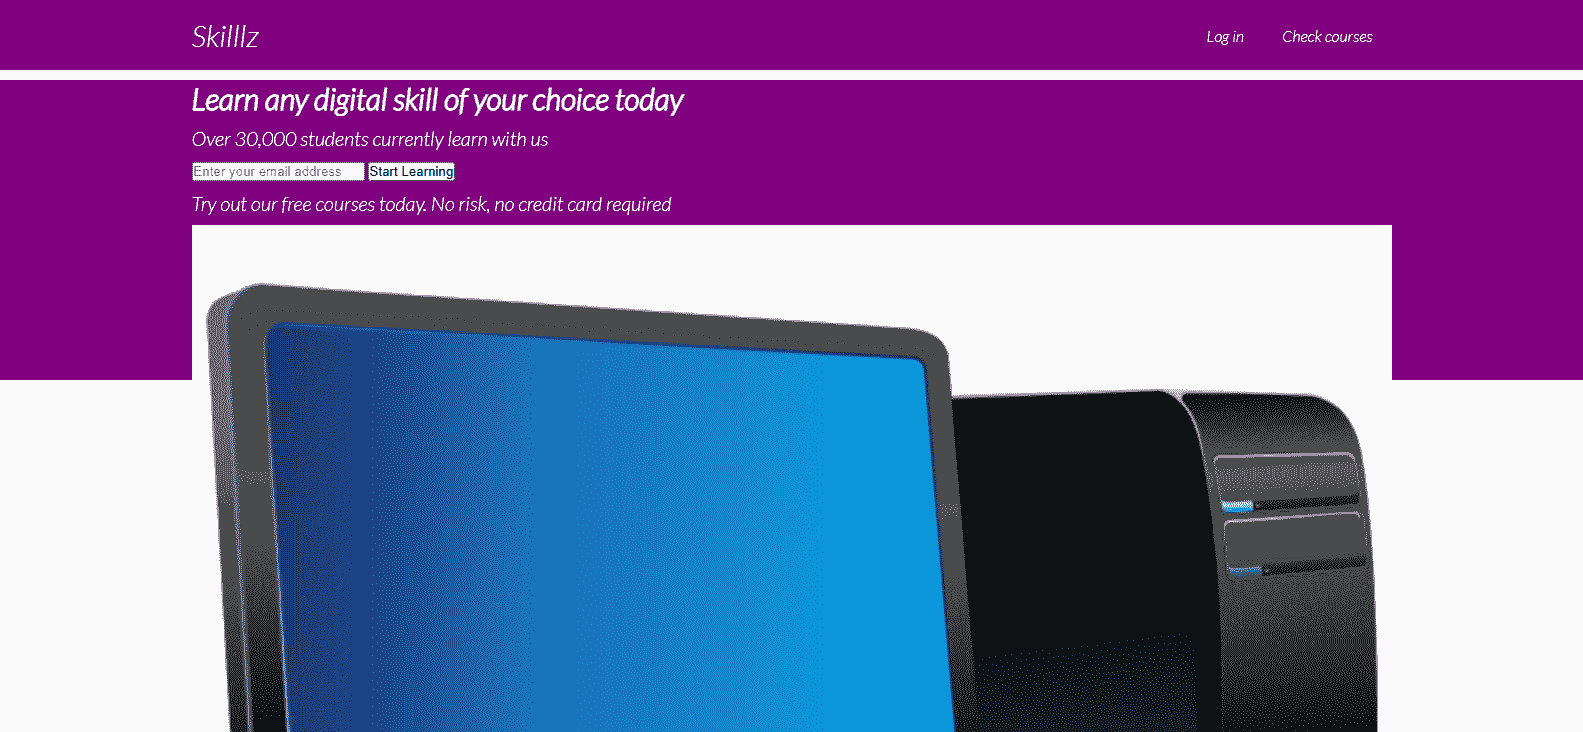 Skilllz
Log in
Check courses
Learn any digital skill of your choice today
Over 30,000 students currently learn with us
Enter your email address
Start Learning
Try out our free courses today. No risk, no credit card required